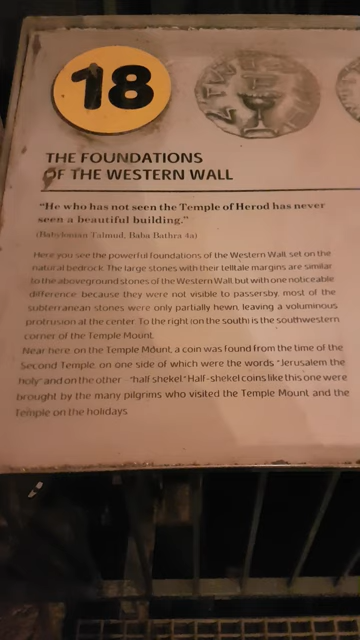 18
THE FOUNDATIONS
OF THE WESTERN WALL
"He who has not seen the Temple of Herod has never
seen a beautiful building."
(Babylonian Talmud, Baba Bathra 4a)
Here you see the powerful foundations of the Western Wall set on the
natural bedrock. The large stones with their telltale margins are similar
to the aboveground stones of the Western Wall, but with one noticeable
difference: because they were not visible to passersby, most of the
subterranean stones were only partially hewn, leaving a voluminous
protrusion at the center. To the right (on the south) is the southwestern
corner of the Temple Mount.
Near here, on the Temple Mount, a coin was found from the time of the
Second Temple, on one side of which were the words "Jerusalem the
holy" and on the other - "half shekel." Half-shekel coins like this one were
brought by the many pilgrims who visited the Temple Mount and the
Temple on the holidays.